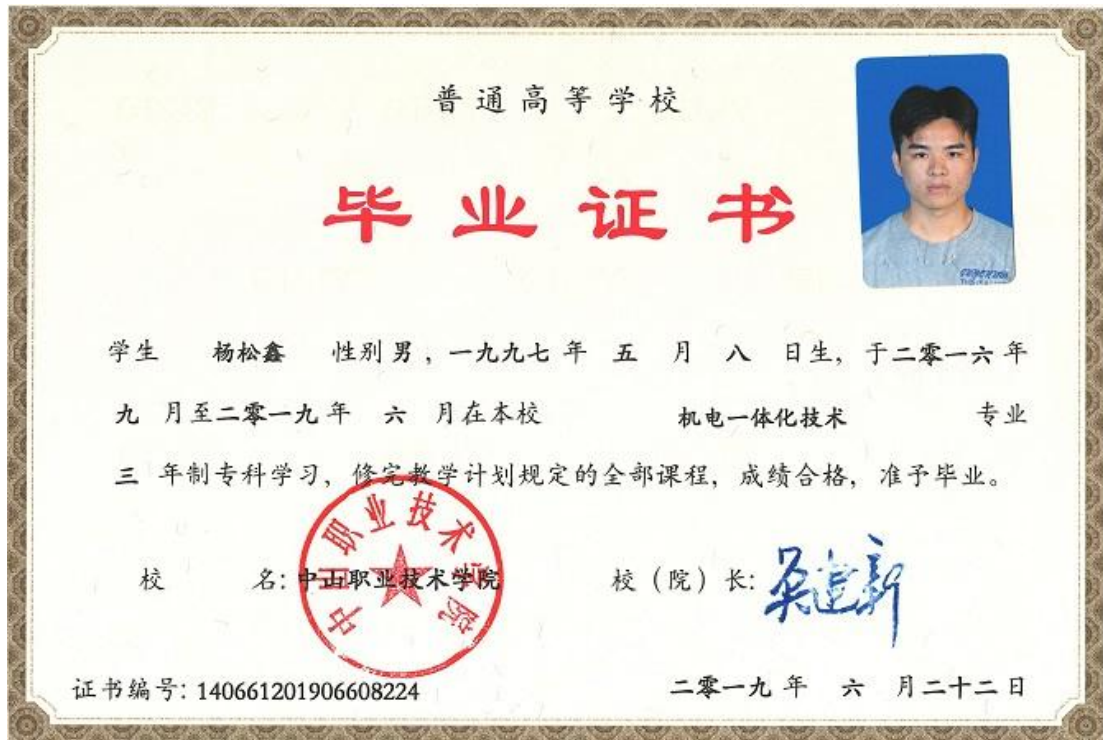 普通高等学校
毕业证书
学生 杨松鑫 性别 男，一九九七 年 五 月 八 日生，于二零一六 年
九 月至二零一九 年 六 月在本校 机电一体化技术 专业
三 年制专科学习，修完教学计划规定的全部课程，成绩合格，准予毕业。
中山职业技术学院
校 名：中山职业技术学院 校（院）长：吴建新
证书编号：140661201906608224 二零一九 年 六 月二十二 日